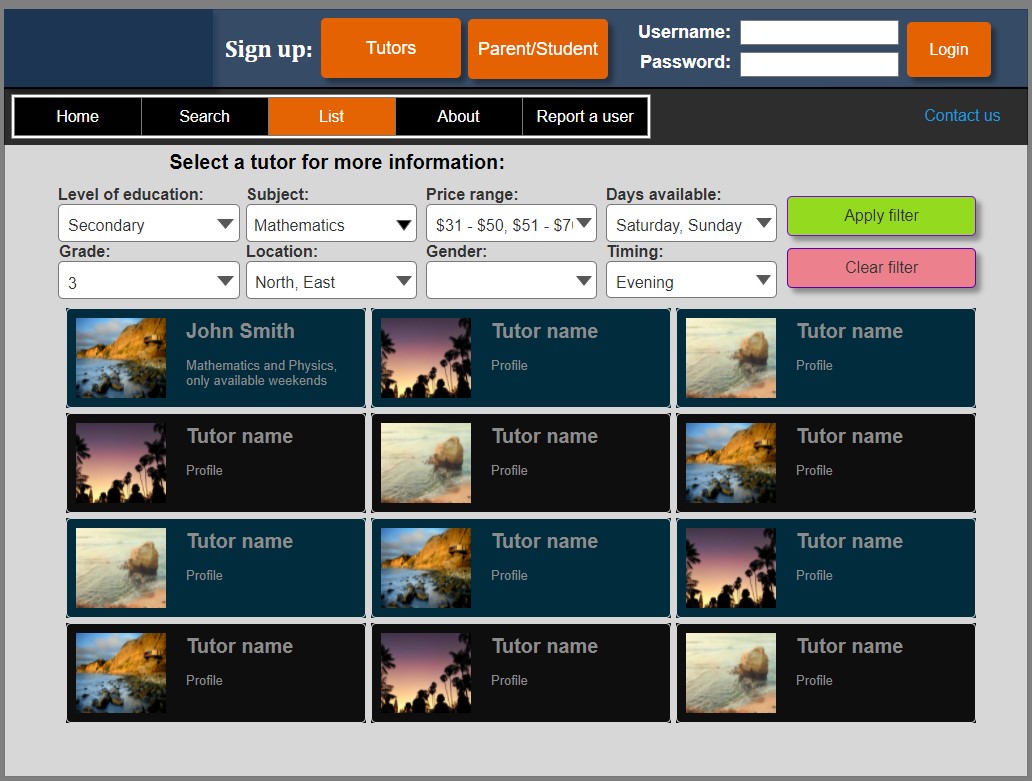 Sign up:
Tutors
Parent/Student
Username:
Password:
Login
Home
Search
List
About
Report a user
Contact us
Select a tutor for more information:
Level of education:
Subject:
Price range:
Days available:
Secondary
Mathematics
$31 - $50, $51 - $7
Saturday, Sunday
Apply filter
Grade:
Location:
Gender:
Timing:
3
North, East
Evening
Clear filter
John Smith
Mathematics and Physics,
only available weekends
Tutor name
Profile
Tutor name
Profile
Tutor name
Profile
Tutor name
Profile
Tutor name
Profile
Tutor name
Profile
Tutor name
Profile
Tutor name
Profile
Tutor name
Profile
Tutor name
Profile
Tutor name
Profile